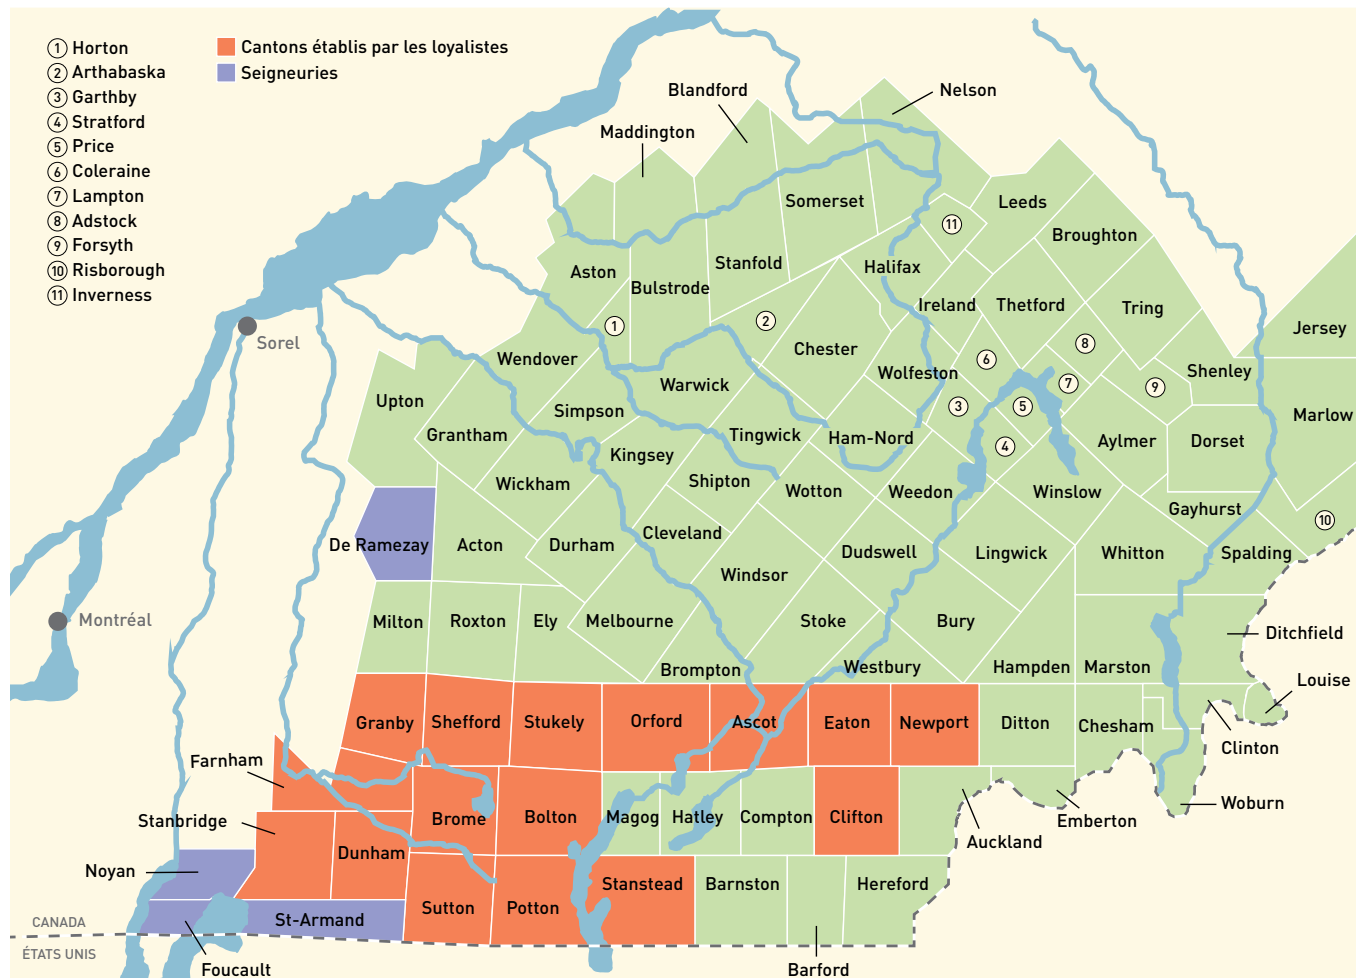 ① Horton
② Arthabaska
③ Garthby
④ Stratford
⑤ Price
⑥ Coleraine
⑦ Lampton
⑧ Adstock
⑨ Forsyth
⑩ Risborough
⑪ Inverness
Cantons établis par les loyalistes
Seigneuries
Blandford
Nelson
Maddington
Somerset
Leeds
⑪
Broughton
Aston
Stanfold
Halifax
Bulstrode
Ireland
Thetford
Tring
Jersey
①
②
Sorel
Chester
⑧
Wendover
⑥
Wolfeston
Shenley
Warwick
⑦
⑨
Upton
Simpson
③
⑤
Marlow
Grantham
Tingwick
Ham-Nord
④
Aylmer
Dorset
Kingsey
Wickham
Shipton
Wotton
Weedon
Winslow
Gayhurst
⑩
De Ramezay
Acton
Durham
Cleveland
Dudswell
Lingwick
Whitton
Spalding
Windsor
Montréal
Milton
Roxton
Ely
Melbourne
Stoke
Bury
Ditchfield
Brompton
Westbury
Hampden
Marston
Louise
Granby
Shefford
Stukely
Orford
Ascot
Eaton
Newport
Ditton
Chesham
Clinton
Farnham
Woburn
Stanbridge
Brome
Bolton
Magog
Hatley
Compton
Clifton
Emberton
Auckland
Dunham
Noyan
Stanstead
Barnston
Hereford
Sutton
Potton
St-Armand
CANADA
ÉTATS UNIS
Foucault
Barford